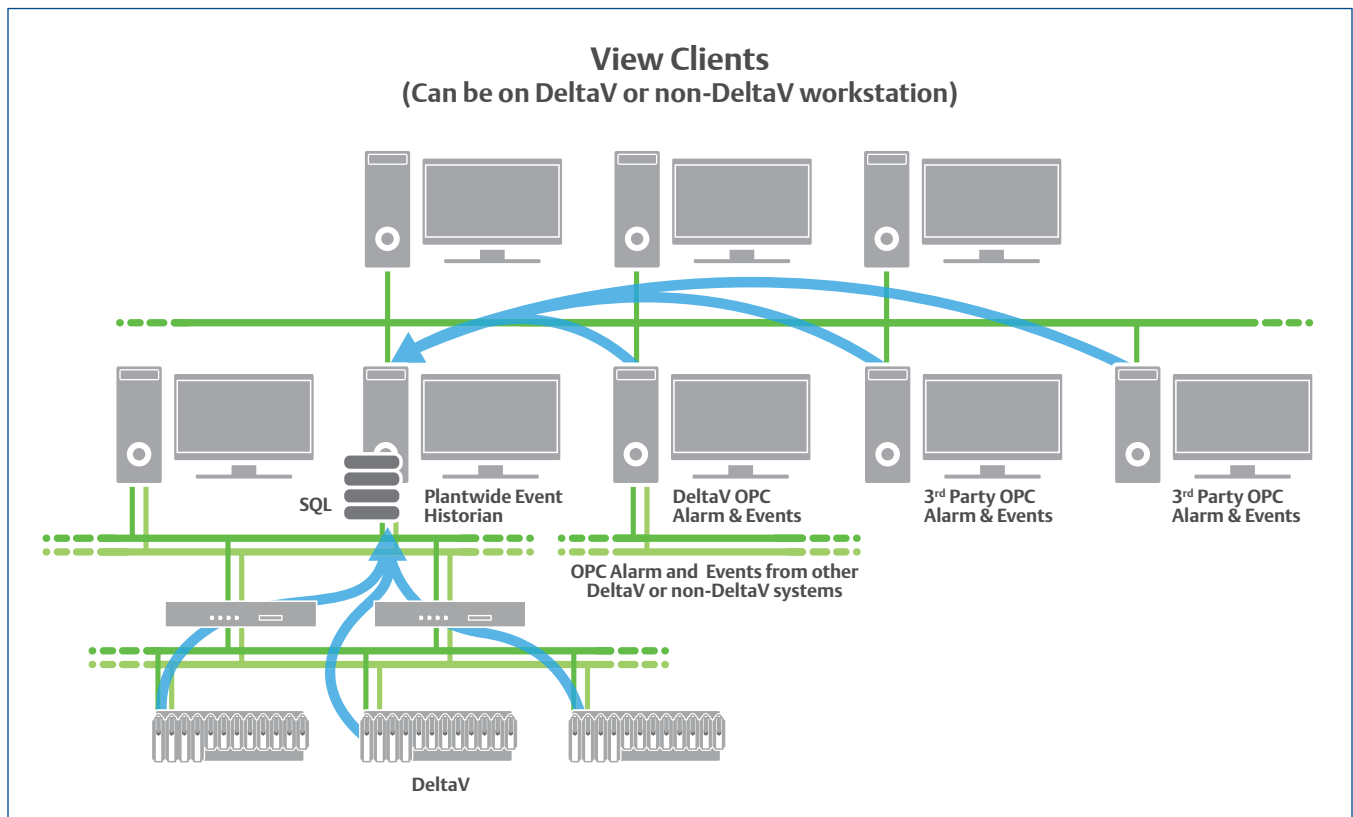 View Clients
(Can be on DeltaV or non-DeltaV workstation)
SQL
Plantwide Event
Historian
DeltaV OPC
Alarm & Events
3rd Party OPC
Alarm & Events
3rd Party OPC
Alarm & Events
OPC Alarm and Events from other
DeltaV or non-DeltaV systems
DeltaV